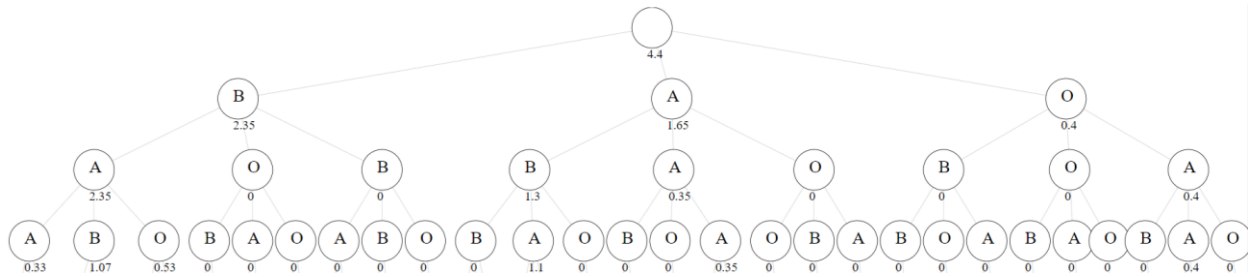 4.4
B A O
2.35 1.65 0.4
A O B B A O B O A
2.35 0 0 1.3 0.35 0 0 0 0.4
A B O B A O A B O B A O B O A O B A B O A B A O B A O
0.33 1.07 0.53 0 0 0 0 0 0 0 1.1 0 0 0 0.35 0 0 0 0 0 0 0 0 0 0 0.4 0